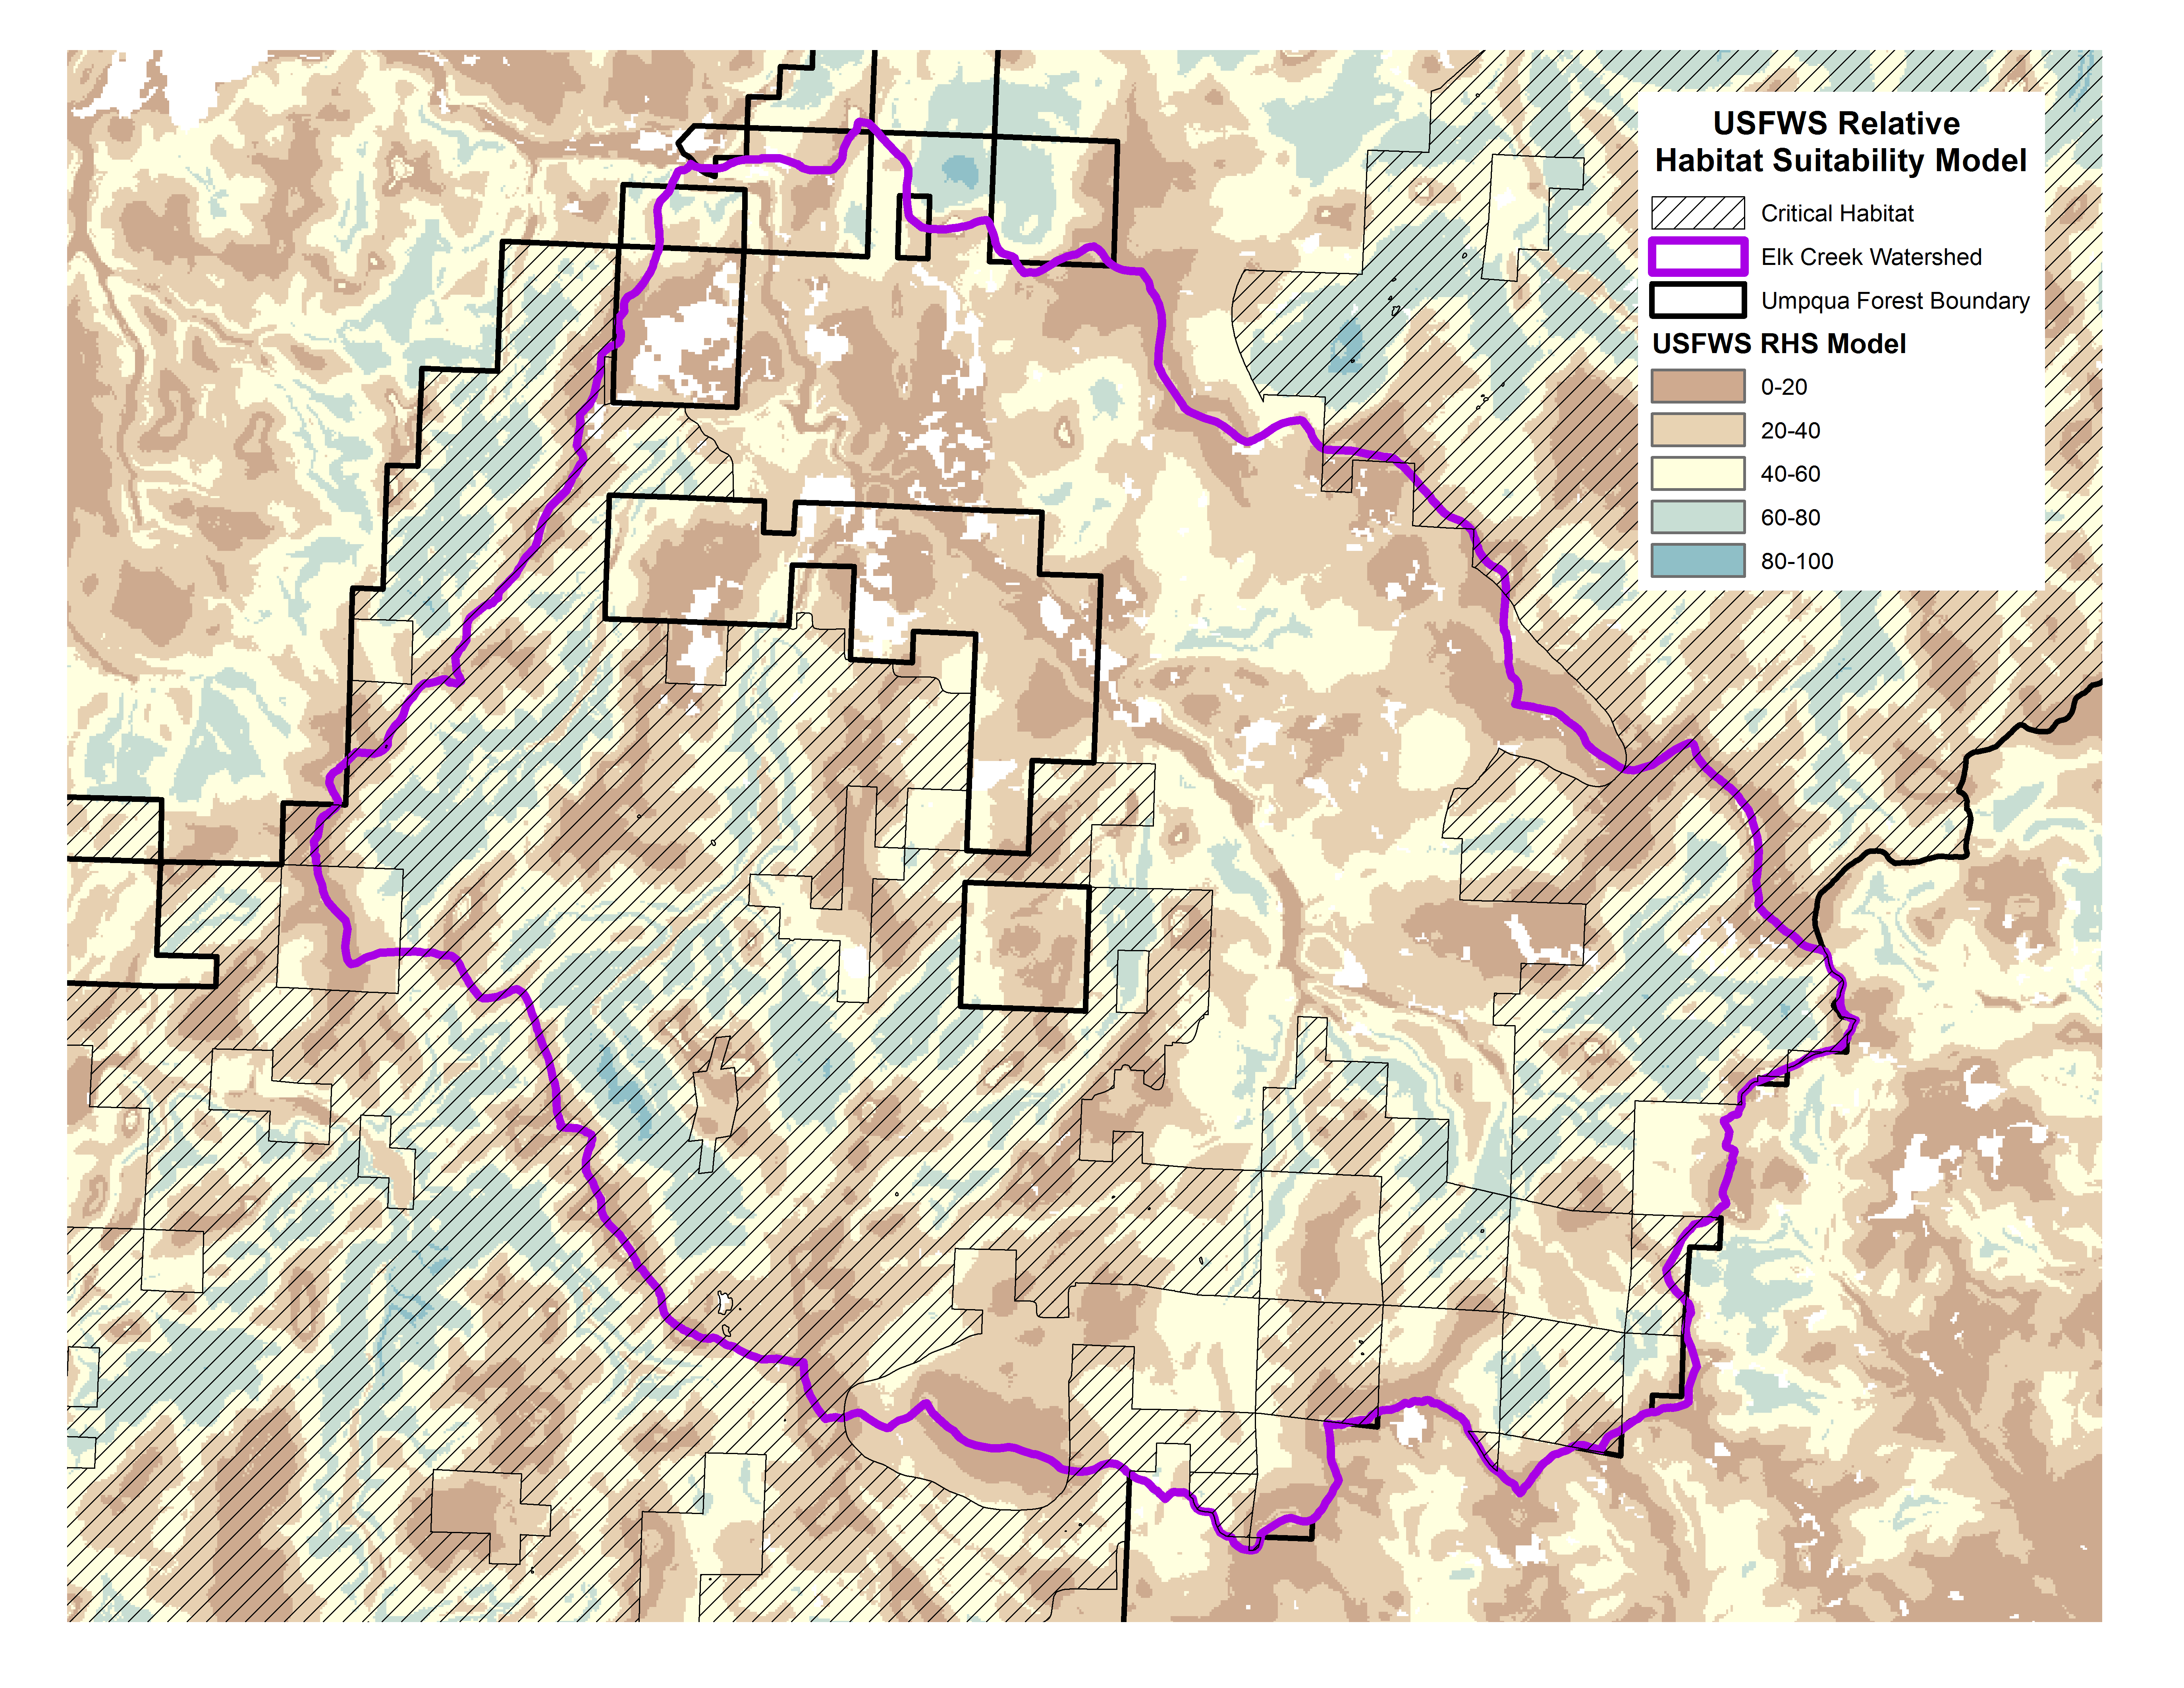 USFWS Relative
Habitat Suitability Model
Critical Habitat
Elk Creek Watershed
Umpqua Forest Boundary
USFWS RHS Model
0-20
20-40
40-60
60-80
80-100